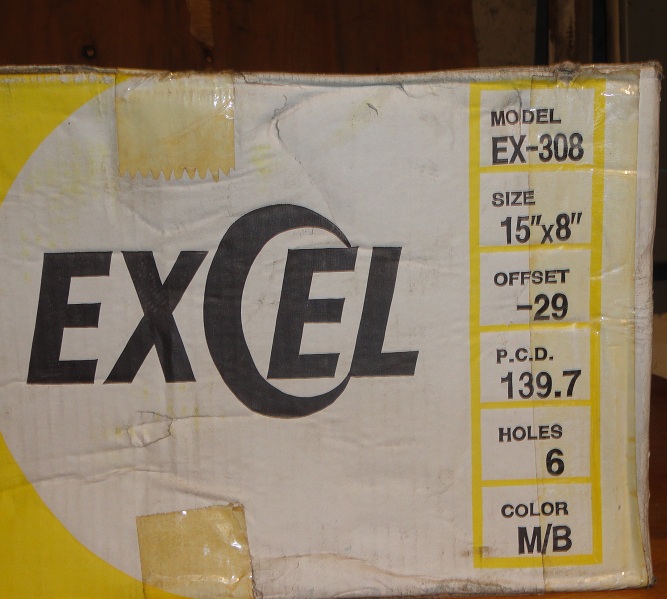 EXCEL
MODEL
EX-308
SIZE
15"x8"
OFFSET
-29
P.C.D.
139.7
HOLES
6
COLOR
M/B